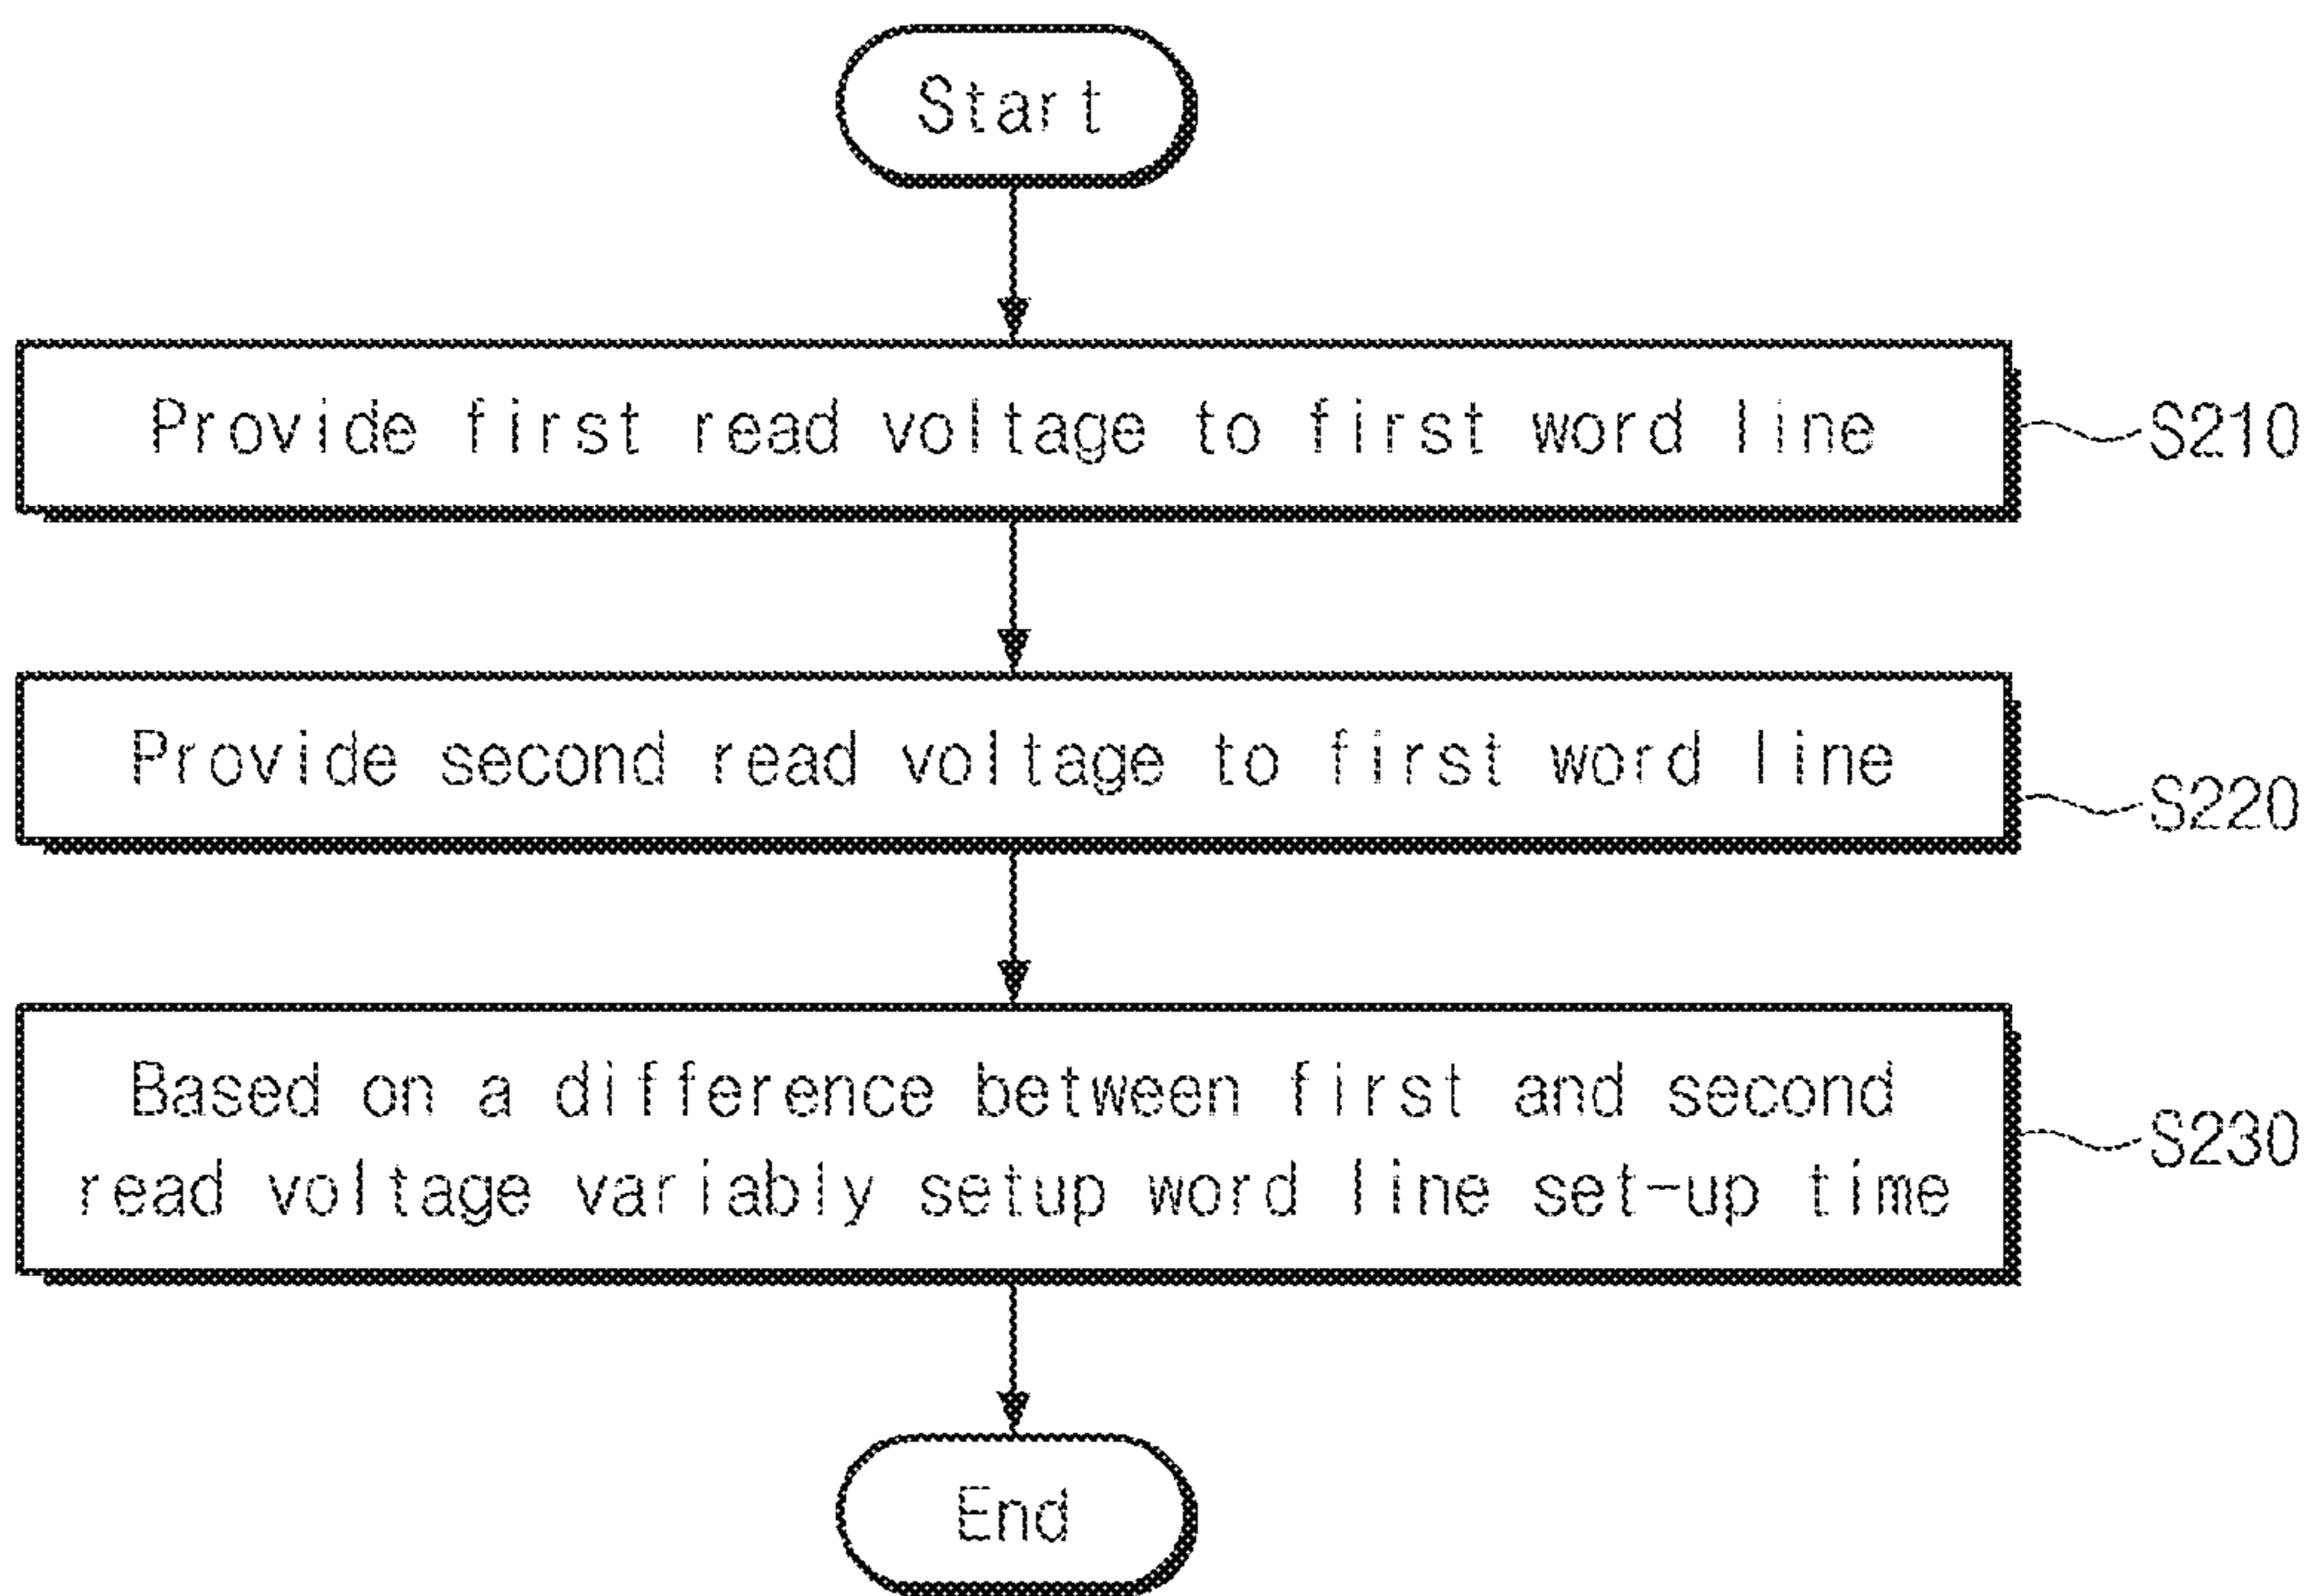 Start
Provide first read voltage to first word line
S210
Provide second read voltage to first word line
S220
Based on a difference between first and second
read voltage variably setup word line set-up time
S230
End